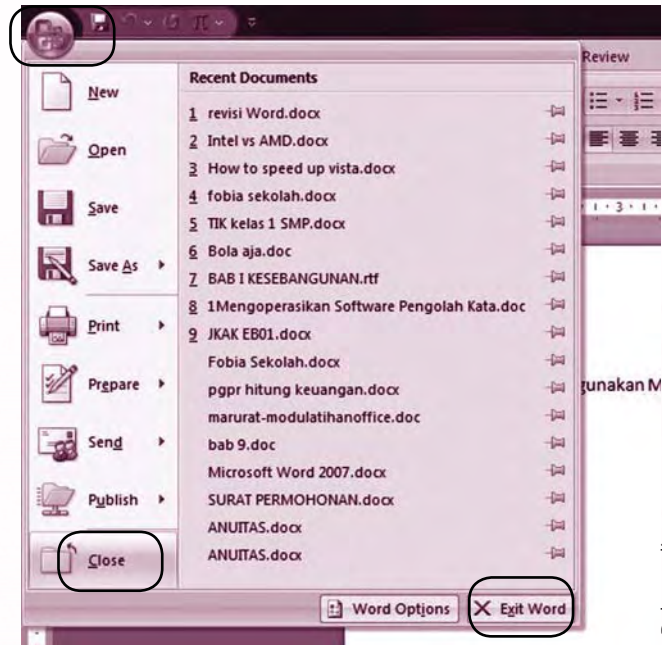 Review
New
Open
Save
Save As
Print
Prepare
Send
Publish
Close
Recent Documents
1 revisi Word.docx
2 Intel vs AMD.docx
3 How to speed up vista.docx
4 fobia sekolah.docx
5 TIK kelas 1 SMP.docx
6 Bola aja.doc
7 BAB I KESEBANGUNAN.rtf
8 1Mengoperasikan Software Pengolah Kata.doc
9 JKAK EB01.docx
Fobia Sekolah.docx
pgpr hitung keuangan.docx
marurat-modulatihanoffice.doc
bab 9.doc
Microsoft Word 2007.docx
SURAT PERMOHONAN.docx
ANUITAS.docx
ANUITAS.docx
Word Options
Exit Word
1 · 3 · 1
gunakan M